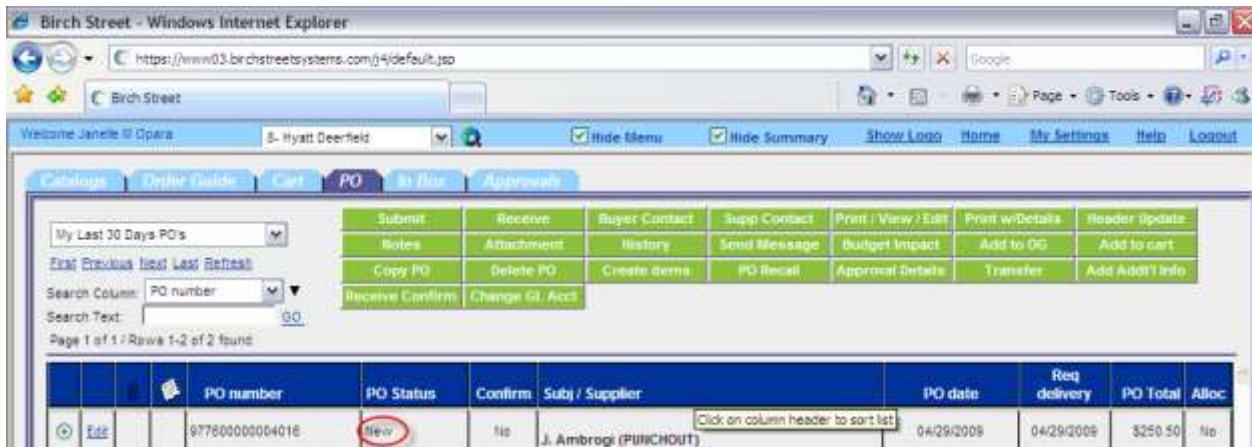 Birch Street - Windows Internet Explorer
https://www03.birchstreetsystems.com/j4/default.jsp
Google
Birch Street
Page
Tools
Welcome Janelle III Opara
8- Hyatt Deerfield
Hide Menu
Hide Summary
Show Logo
Home
My Settings
Help
Logout
Catalogs
Order Guide
Cart
PO
In Box
Approvals
My Last 30 Days PO's
Submit
Receive
Buyer Contact
Supp Contact
Print / View / Edit
Print w/Details
Header Update
Notes
Attachment
History
Send Message
Budget Impact
Add to OG
Add to cart
First Previous Next Last Refresh
Copy PO
Delete PO
Create items
PO Recall
Approval Details
Transfer
Add Addt'l Info
Search Column: PO number
Receive Confirm
Change GL Acct
Search Text:
GO
Page 1 of 1 / Rows 1-2 of 2 found
PO number
PO Status
Confirm
Subj / Supplier
PO date
Req delivery
PO Total
Alloc
Click on column header to sort list
Edit
977600000004016
New
No
J. Ambrogi (PUNCHOUT)
04/29/2009
04/29/2009
$250.50
No